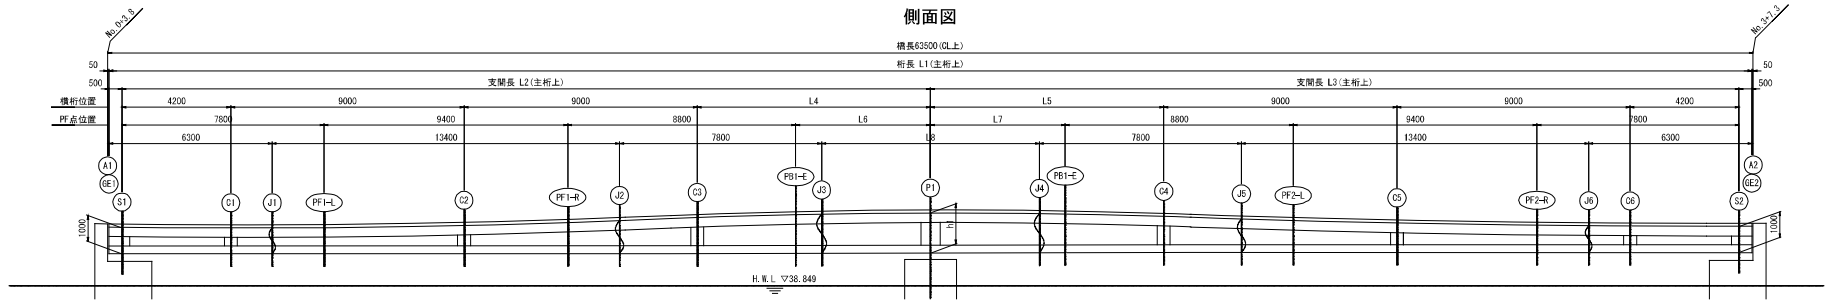 側面図
No.0+3.8
No.3+7.3
橋長63500(CL上)
50 桁長 L1(主桁上) 50
500 支間長 L2(主桁上) 支間長 L3(主桁上) 500
横桁位置 4200 9000 9000 L4 L5 9000 9000 4200
PF点位置 7800 9400 8800 L6 L7 8800 9400 7800
6300 13400 7800 L8 7800 13400 6300
A1 A2
GE1 PB1-E PB1-E GE2
S1 C1 J1 PF1-L C2 PF1-R J2 C3 J3 P1 J4 C4 J5 PF2-L C5 PF2-R J6 C6 S2
1000 h1 1000
H.W.L ▽38.849